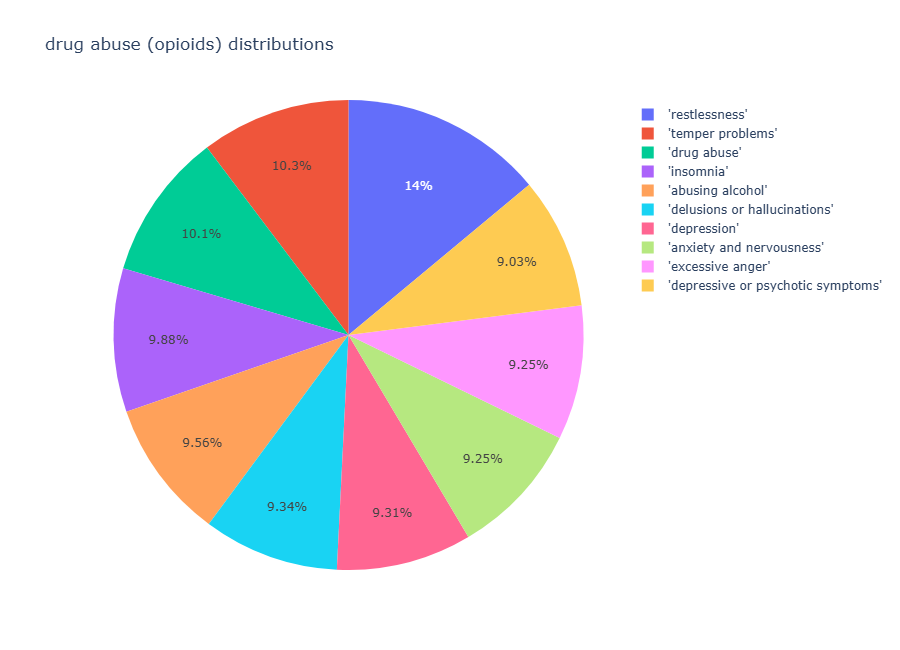 drug abuse (opioids) distributions
14%
10.3%
10.1%
9.88%
9.56%
9.34%
9.31%
9.25%
9.25%
9.03%
'restlessness'
'temper problems'
'drug abuse'
'insomnia'
'abusing alcohol'
'delusions or hallucinations'
'depression'
'anxiety and nervousness'
'excessive anger'
'depressive or psychotic symptoms'